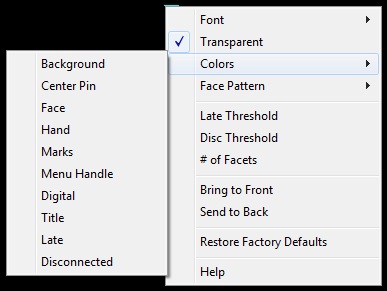 Font
Transparent
Colors
Face Pattern
Late Threshold
Disc Threshold
# of Facets
Bring to Front
Send to Back
Restore Factory Defaults
Help
Background
Center Pin
Face
Hand
Marks
Menu Handle
Digital
Title
Late
Disconnected